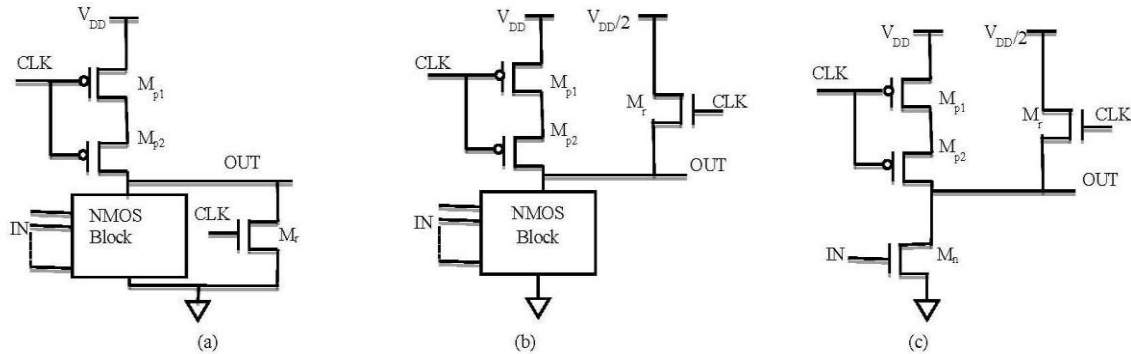 V_DD
CLK
M_p1
M_p2
OUT
CLK
NMOS
Block
IN
M_r
(a)
V_DD
V_DD/2
CLK
M_p1
M_r
CLK
M_p2
OUT
NMOS
Block
IN
(b)
V_DD
V_DD/2
CLK
M_p1
M_r
CLK
M_p2
OUT
IN
M_n
(c)